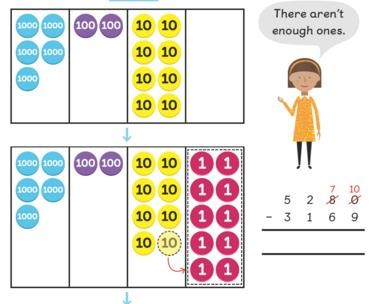 1000 1000 100 100 10 10
1000 1000 10 10
1000 10 10
10 10
There aren't
enough ones.
1000 1000 100 100 10 10 1 1
1000 1000 10 10 1 1
1000 10 10 1 1
10 10 1 1
1 1
7 10
5 2 8 0
- 3 1 6 9